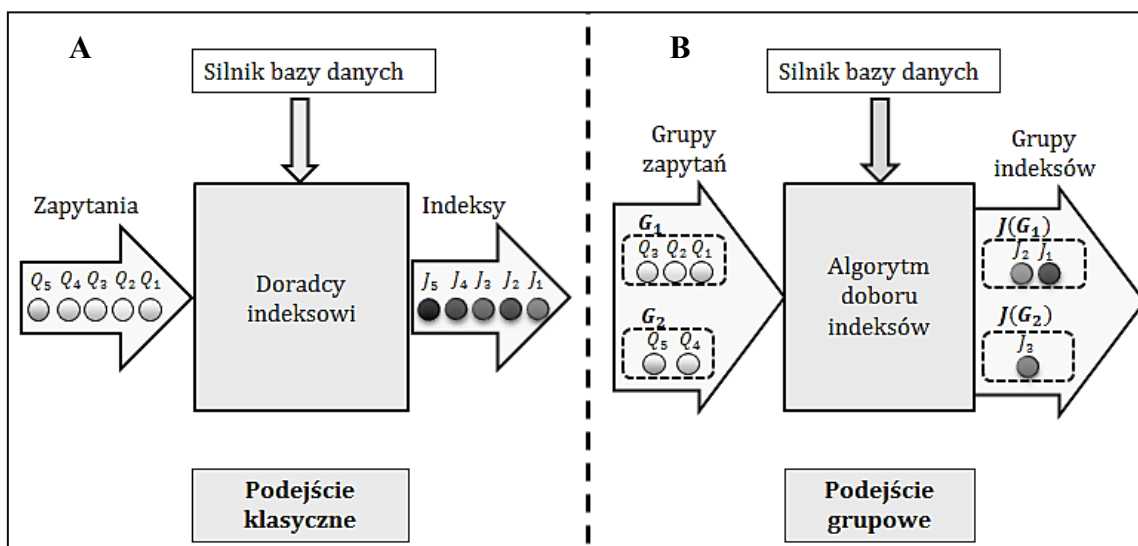 A
Silnik bazy danych
Zapytania
Q5 Q4 Q3 Q2 Q1
Doradcy
indeksowi
Indeksy
J5 J4 J3 J2 J1
Podejście
klasyczne
B
Silnik bazy danych
Grupy
zapytań
G1
Q3 Q2 Q1
G2
Q5 Q4
Algorytm
doboru
indeksów
Grupy
indeksów
J(G1)
J2 J1
J(G2)
J3
Podejście
grupowe